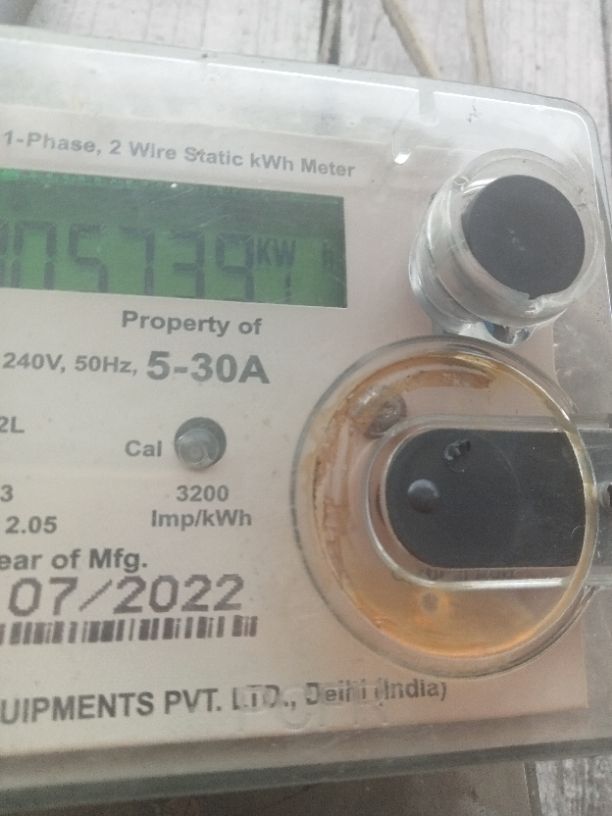 1-Phase, 2 Wire Static kWh Meter
057391 KW h
Property of
240V, 50Hz, 5-30A
2L
Cal
3
3200
2.05
Imp/kWh
ear of Mfg.
07/2022
UIPMENTS PVT. LTD., Delhi (India)